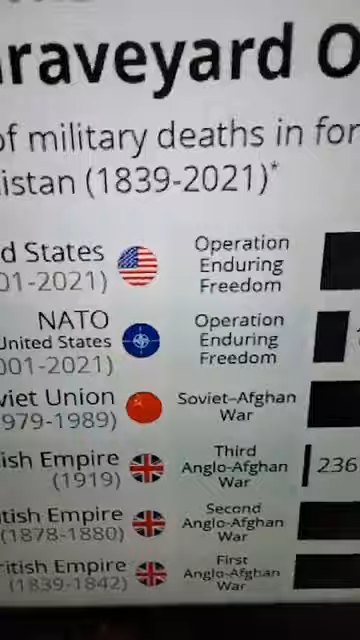 raveyard O
of military deaths in for
istan (1839-2021)*
d States
01-2021)
Operation
Enduring
Freedom
NATO
United States
001-2021)
Operation
Enduring
Freedom
viet Union
979-1989)
Soviet–Afghan
War
ish Empire
(1919)
Third
Anglo-Afghan
War
236
tish Empire
(1878-1880)
Second
Anglo-Afghan
War
ritish Empire
(1839-1842)
First
Anglo-Afghan
War